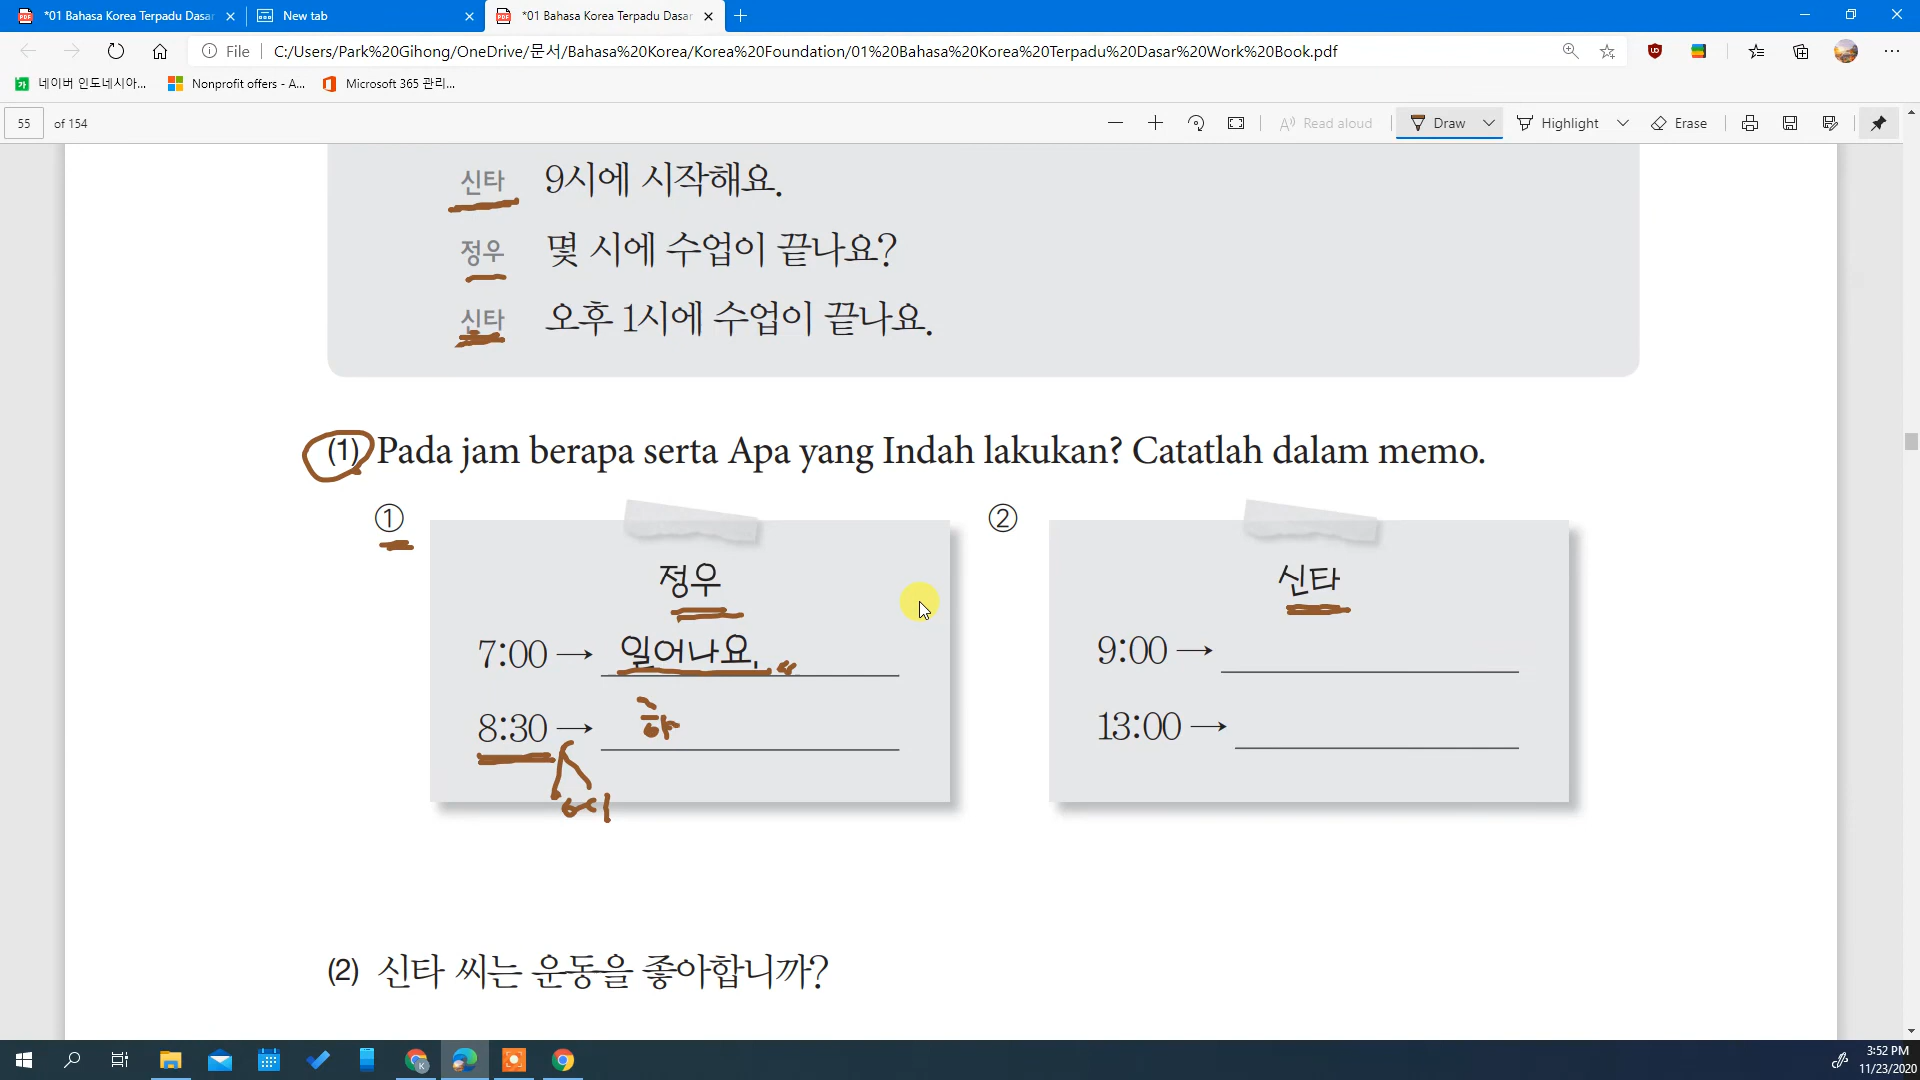 *01 Bahasa Korea Terpadu Dasar
New tab
*01 Bahasa Korea Terpadu Dasar
File
C:/Users/Park%20Gihong/OneDrive/문서/Bahasa%20Korea/Korea%20Foundation/01%20Bahasa%20Korea%20Terpadu%20Dasar%20Work%20Book.pdf
네이버 인도네시아...
Nonprofit offers - A...
Microsoft 365 관리...
55 of 154
Read aloud
Draw
Highlight
Erase
신타 9시에 시작해요.
정우 몇 시에 수업이 끝나요?
신타 오후 1시에 수업이 끝나요.
(1) Pada jam berapa serta Apa yang Indah lakukan? Catatlah dalam memo.
①
정우
7:00 → 일어나요.
8:30 →
에
②
신타
9:00 →
13:00 →
(2) 신타 씨는 운동을 좋아합니까?
3:52 PM
11/23/2020